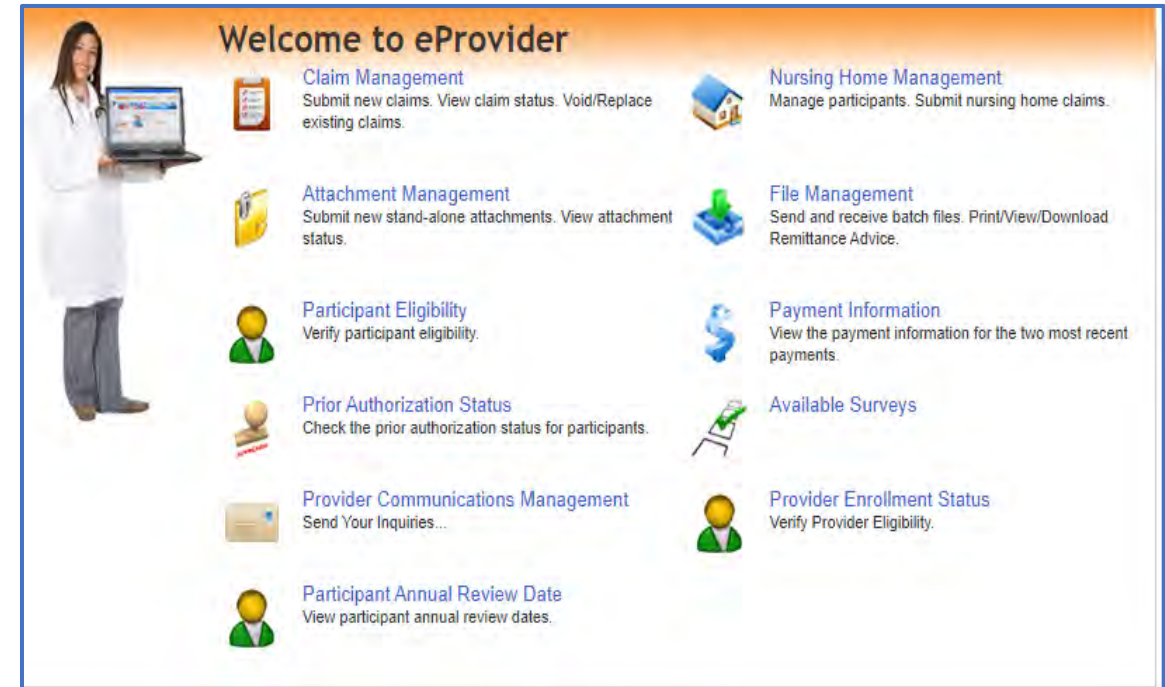 Welcome to eProvider
Claim Management
Submit new claims. View claim status. Void/Replace
existing claims.
Nursing Home Management
Manage participants. Submit nursing home claims.
Attachment Management
Submit new stand-alone attachments. View attachment
status.
File Management
Send and receive batch files. Print/View/Download
Remittance Advice.
Participant Eligibility
Verify participant eligibility.
Payment Information
View the payment information for the two most recent
payments.
Prior Authorization Status
Check the prior authorization status for participants.
Available Surveys
Provider Communications Management
Send Your Inquiries...
Provider Enrollment Status
Verify Provider Eligibility.
Participant Annual Review Date
View participant annual review dates.